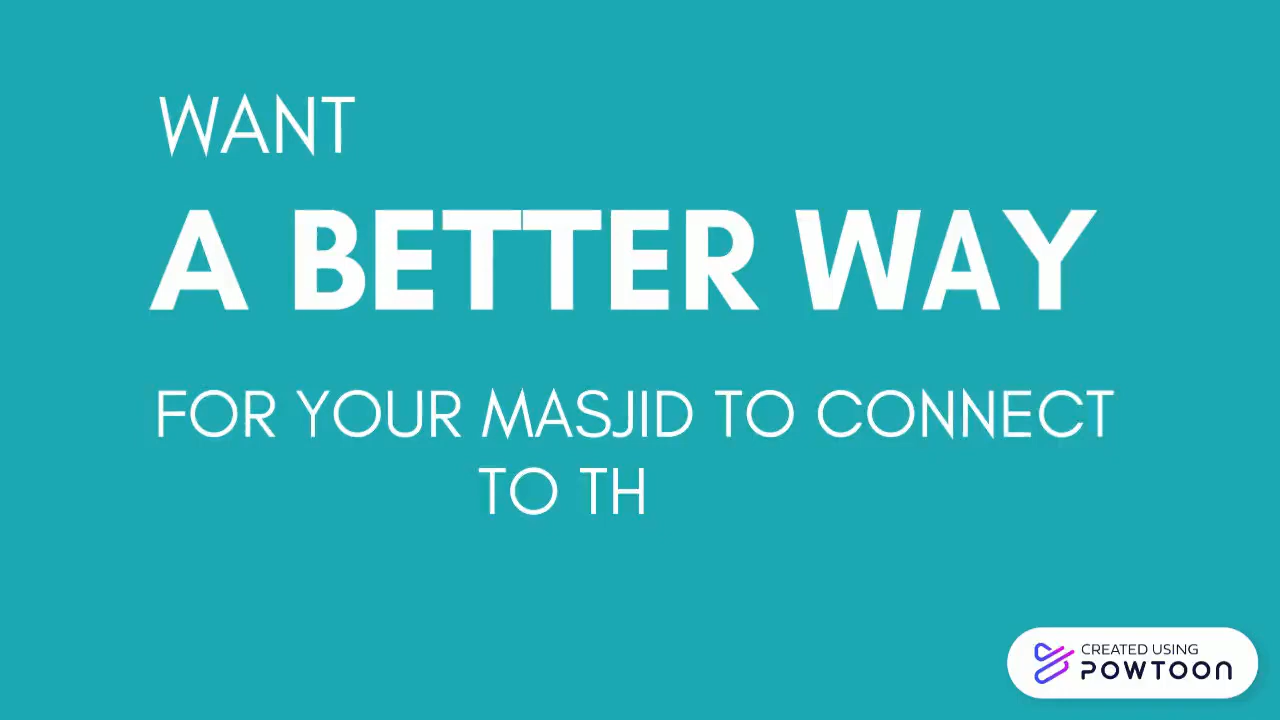 WANT
A BETTER WAY
FOR YOUR MASJID TO CONNECT
TO TH
CREATED USING
POWTOON